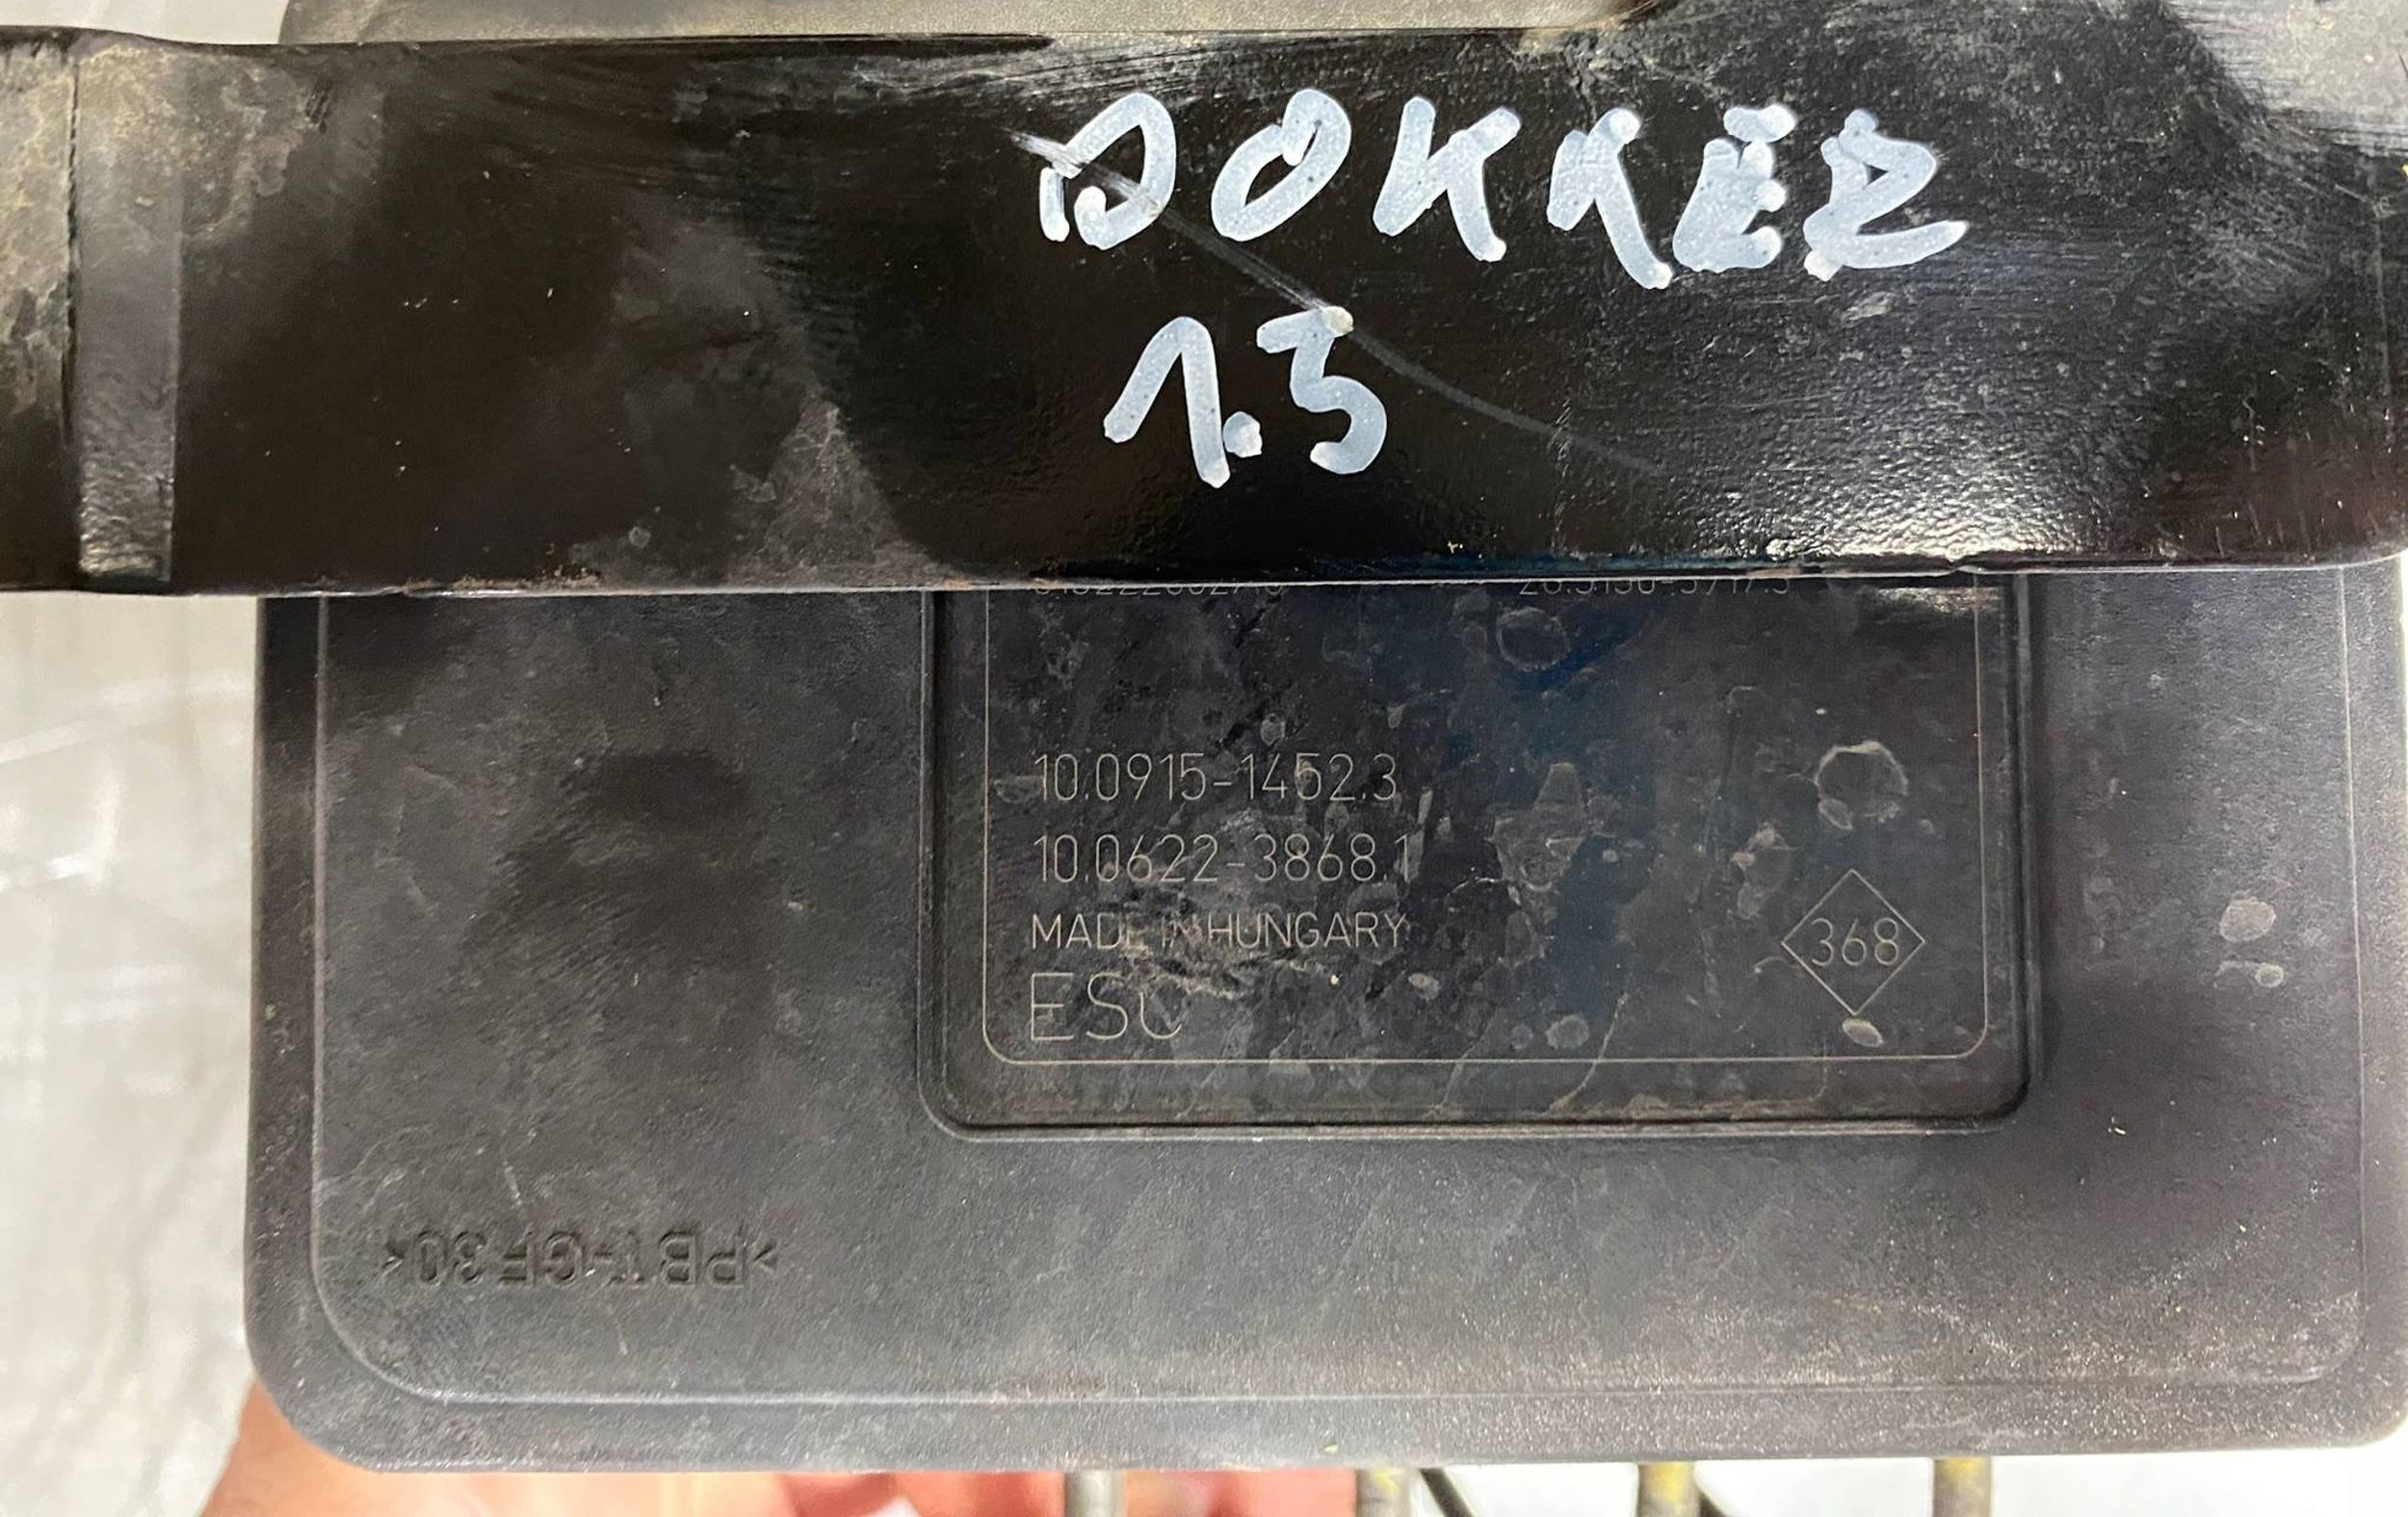 DOKKER
1.5
10.0915-1452.3
10.0622-3868.1
MADE IN HUNGARY
368
ESC
>PBT-GF30<